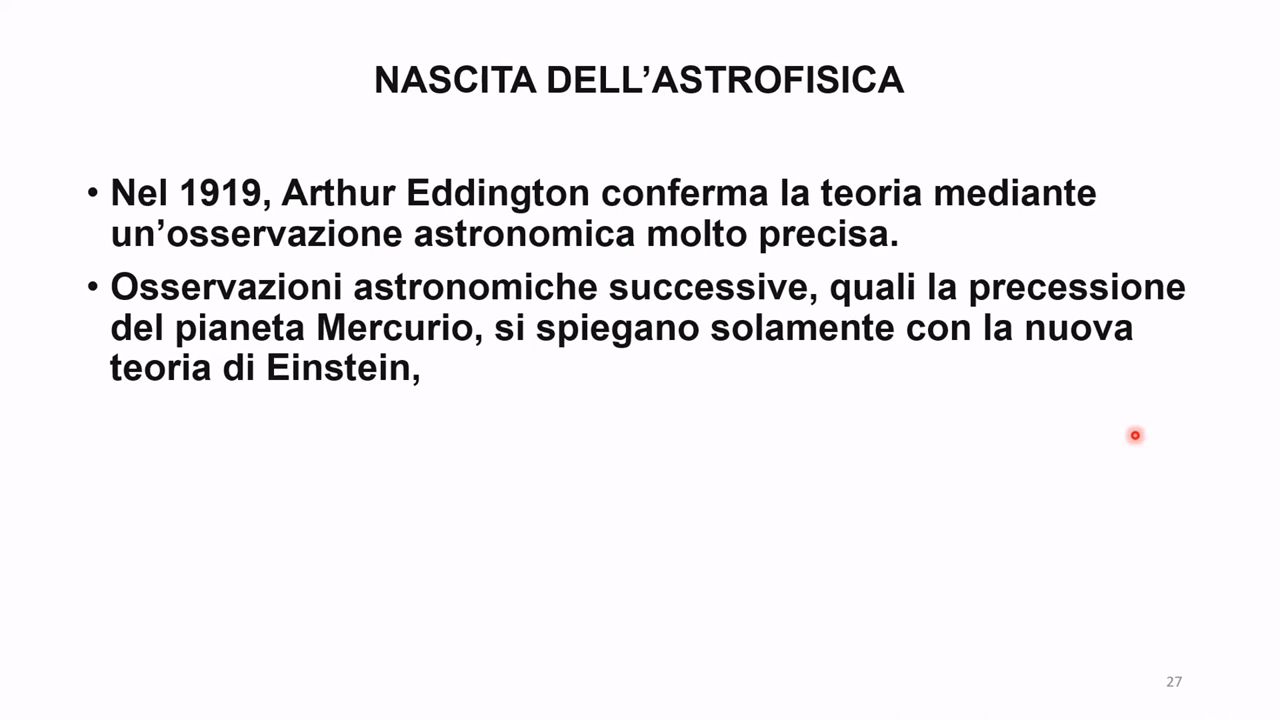 NASCITA DELL’ASTROFISICA
• Nel 1919, Arthur Eddington conferma la teoria mediante
un’osservazione astronomica molto precisa.
• Osservazioni astronomiche successive, quali la precessione
del pianeta Mercurio, si spiegano solamente con la nuova
teoria di Einstein,
27